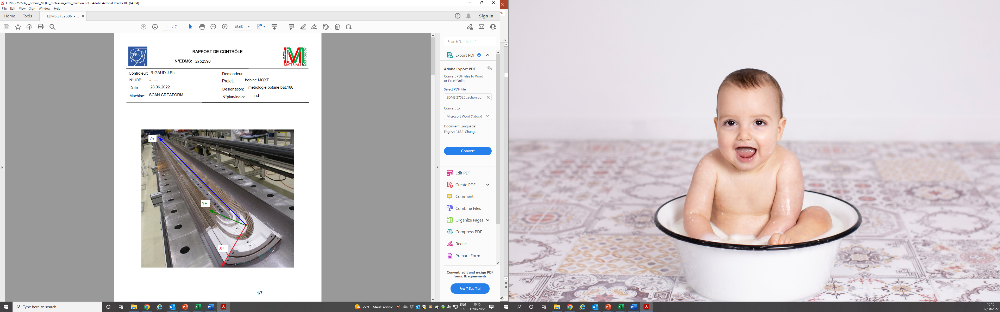 EDMS.2752586_-_bobine_MQXF_metascan_after_reaction.pdf - Adobe Acrobat Reader DC (64-bit)
File Edit View Sign Window Help
Home Tools EDMS.2752586_-_... × Sign In
1 / 7 85.6%
re
CERN
RAPPORT DE CONTRÔLE
N°EDMS: 2752596
MATERIALS& METROLOGY
Contrôleur: RIGAUD J.Ph.
N°JOB: J......
Date: 28.06.2022
Machine: SCAN CREAFORM
Demandeur:
Projet: bobine MQXF
Désignation: métrologie bobine bât.180
N°plan/indice: --- ind. --
Z+
Y+
X+
1/7
Search 'Underline'
Export PDF
Adobe Export PDF
Convert PDF Files to Word
or Excel Online
Select PDF File
EDMS.27525...action.pdf
Convert to
Microsoft Word (*.docx)
Document Language:
English (U.S.) Change
Convert
Edit PDF
Create PDF
Comment
Combine Files
Organize Pages
Compress PDF
Redact
Prepare Form
Convert, edit and e-sign PDF
forms & agreements
Free 7-Day Trial
Type here to search
22°C Meist sonnig
ENG
US
10:15
17/08/2022
10:15
17/08/2022